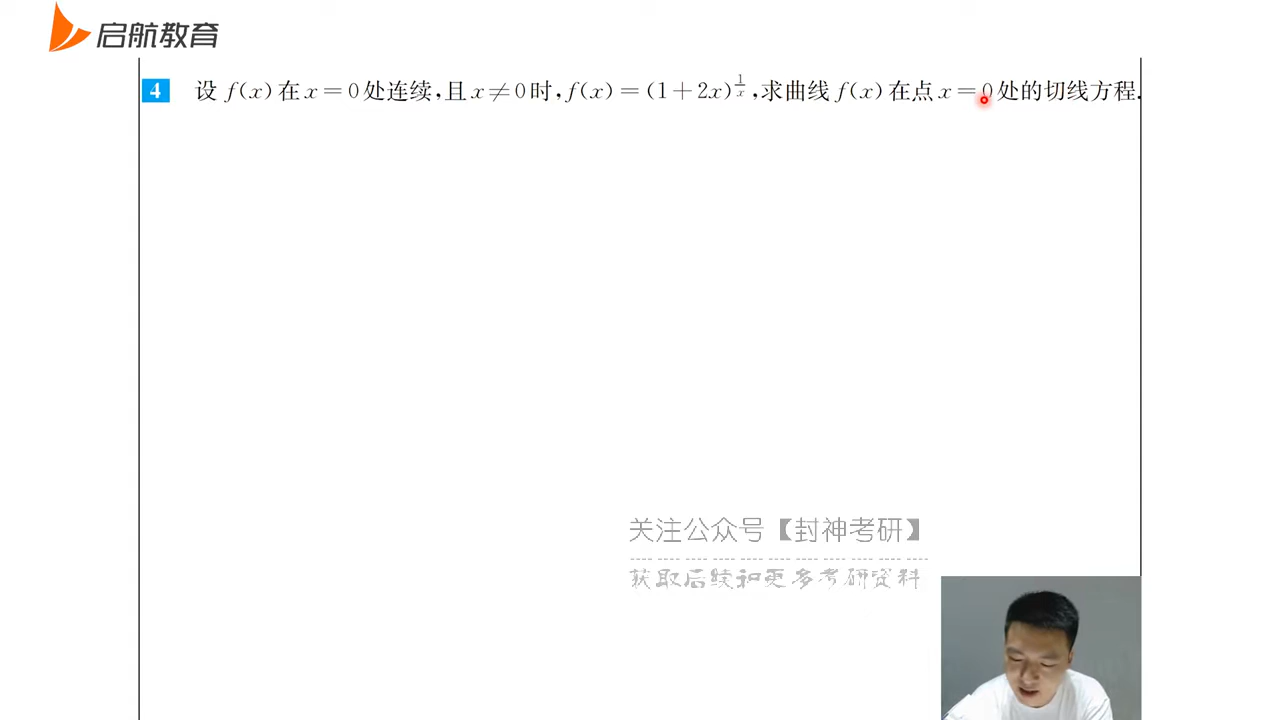 启航教育
4 设 f(x) 在 x = 0 处连续,且 x ≠ 0 时, f(x) = (1 + 2x)^{\frac{1}{x}},求曲线 f(x) 在点 x = 0 处的切线方程.
关注公众号【封神考研】
获取后续和更多考研资料